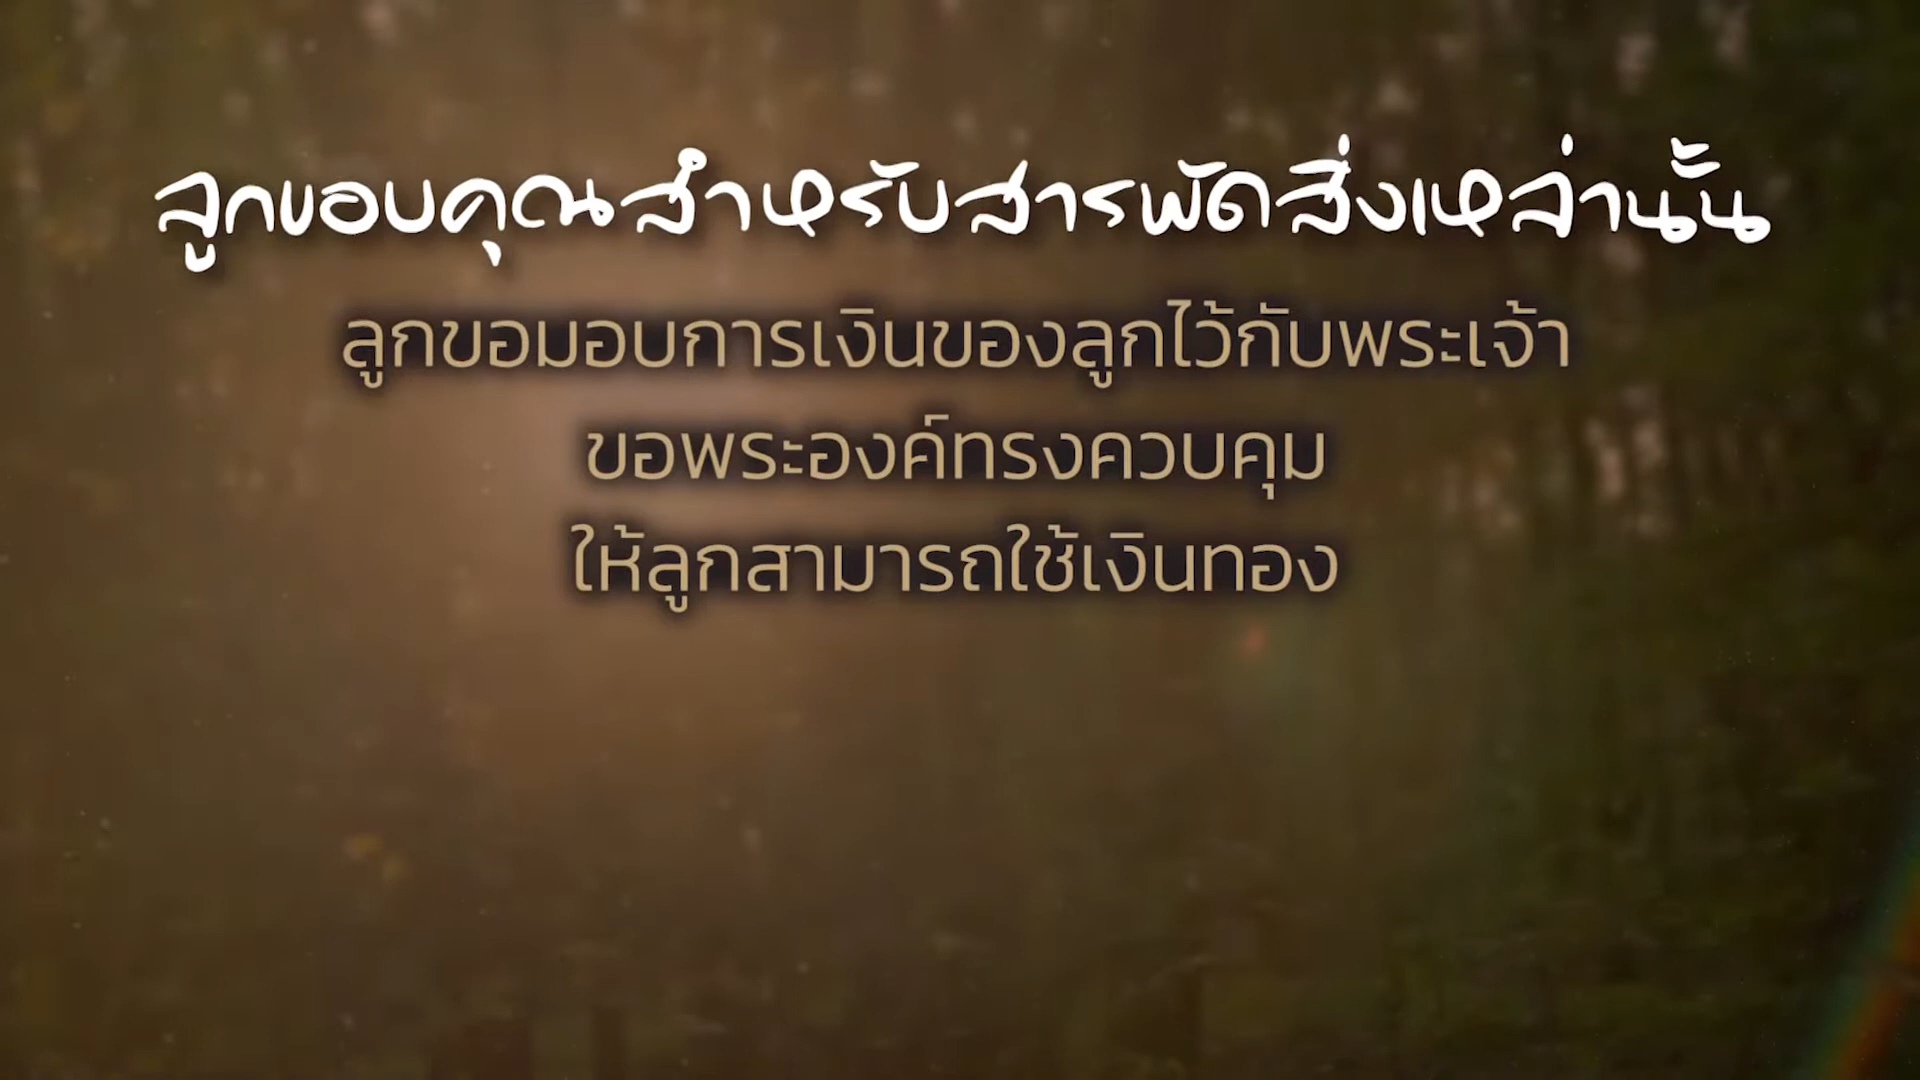 ลูกขอบคุณสำหรับสารพัดสิ่งเหล่านั้น
ลูกขอมอบการเงินของลูกไว้กับพระเจ้า
ขอพระองค์ทรงควบคุม
ให้ลูกสามารถใช้เงินทอง